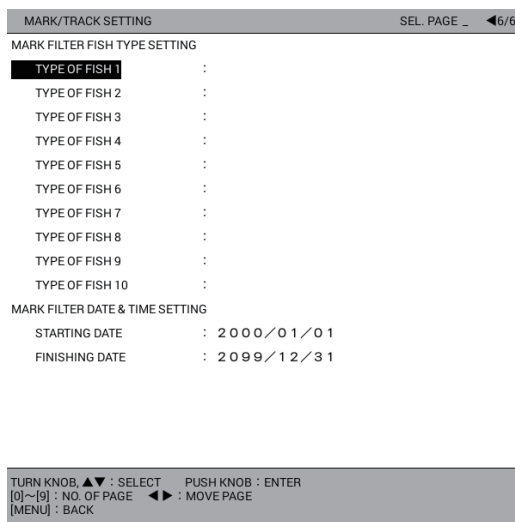 MARK/TRACK SETTING SEL. PAGE _ ◀6/6
MARK FILTER FISH TYPE SETTING
TYPE OF FISH 1 :
TYPE OF FISH 2 :
TYPE OF FISH 3 :
TYPE OF FISH 4 :
TYPE OF FISH 5 :
TYPE OF FISH 6 :
TYPE OF FISH 7 :
TYPE OF FISH 8 :
TYPE OF FISH 9 :
TYPE OF FISH 10 :
MARK FILTER DATE & TIME SETTING
STARTING DATE : 2000/01/01
FINISHING DATE : 2099/12/31
TURN KNOB, ▲▼ : SELECT PUSH KNOB : ENTER
[0]~[9] : NO. OF PAGE ◀ ▶ : MOVE PAGE
[MENU] : BACK